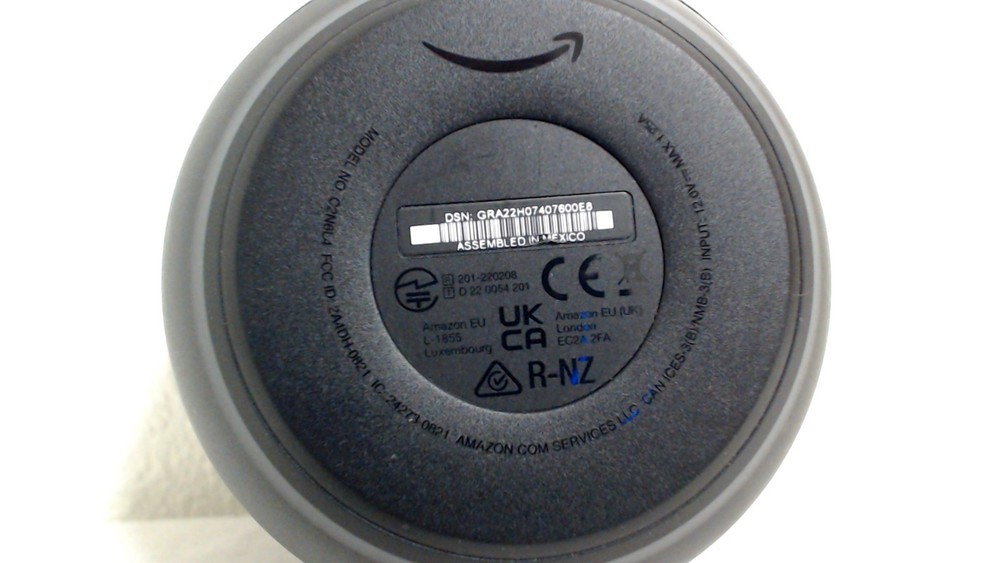 MODEL NO: C2N6L4 FCC ID: 2A4DH-0821 IC: 24273-0821 AMAZON.COM SERVICES LLC CAN ICES-3(B)/NMB-3(B) INPUT: 12.0V⎓MAX 1.25A
DSN: GRA22H07407600E8
ASSEMBLED IN MEXICO
R 201-220208
T D 22 0054 201
CE
Amazon EU
L-1855
Luxembourg
UK
CA
Amazon EU (UK)
London
EC2A 2FA
R-NZ